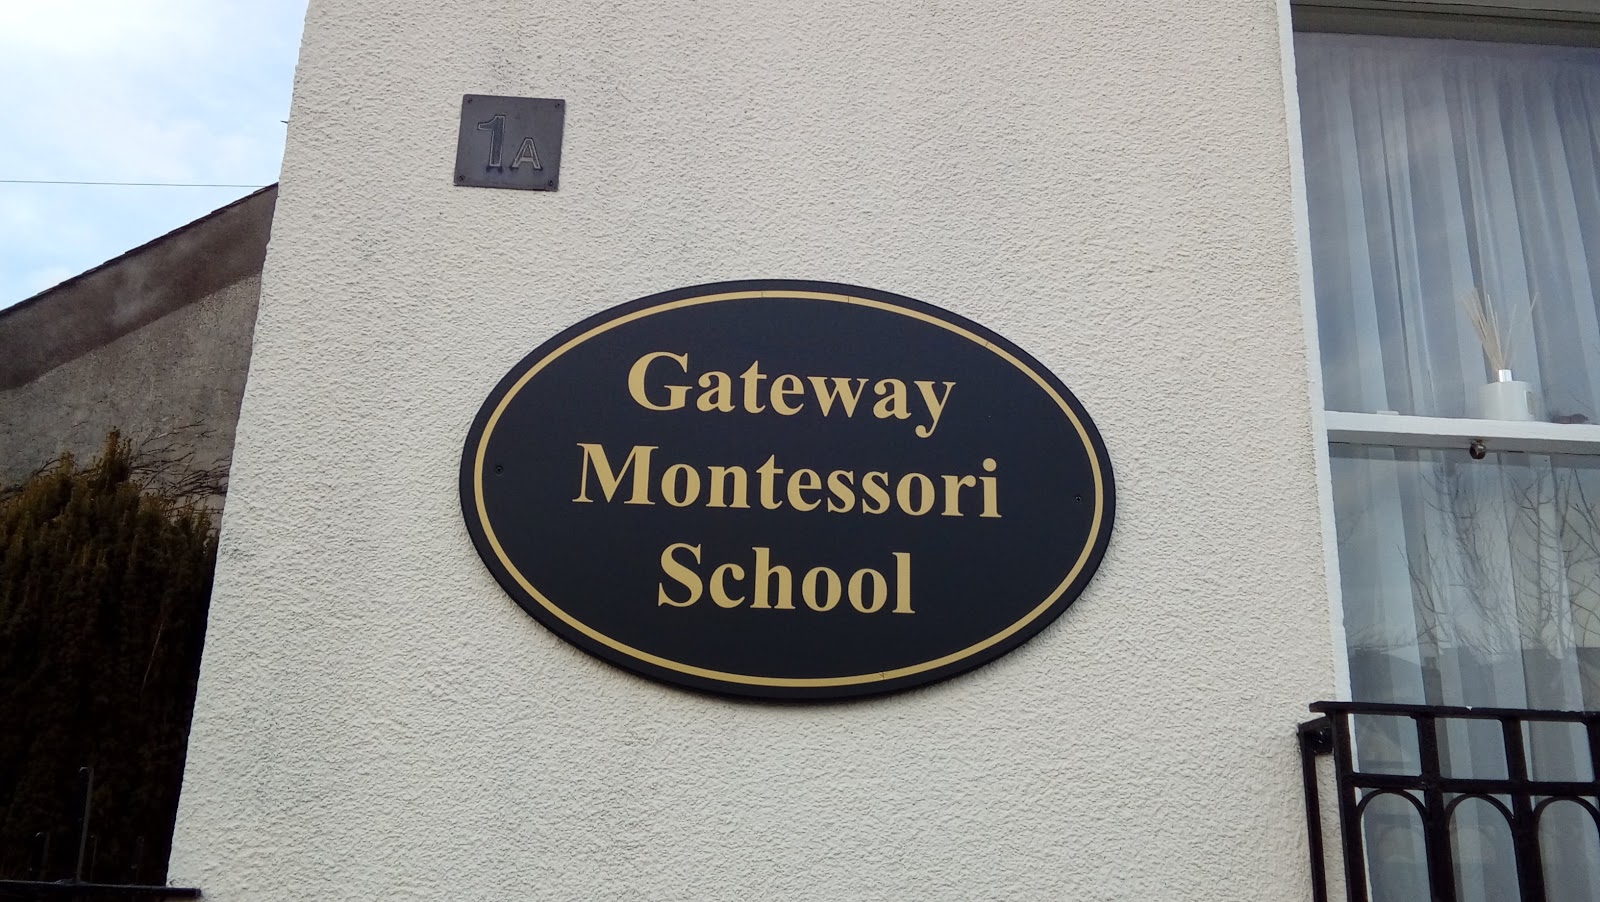 1A
Gateway
Montessori
School